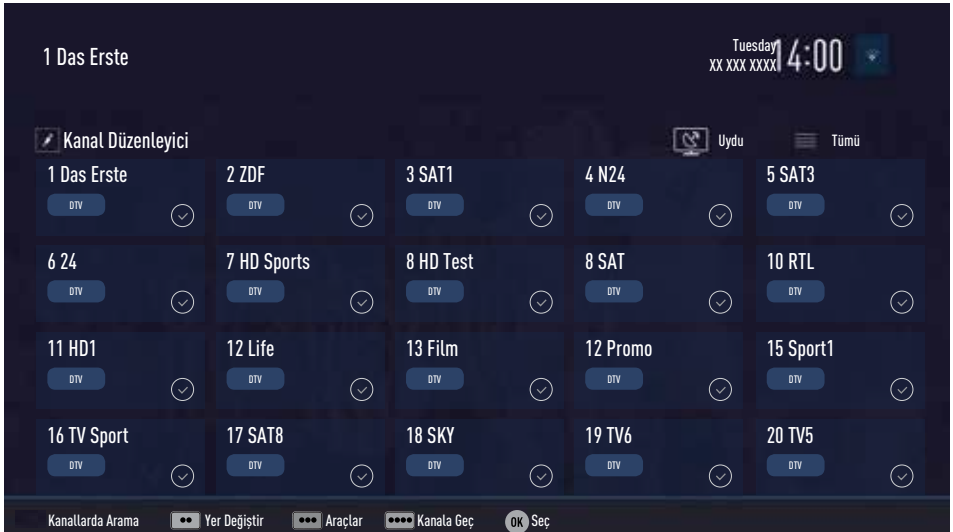 1 Das Erste
Tuesday
XX XXX XXXX
14:00
Kanal Düzenleyici
Uydu
Tümü
1 Das Erste
2 ZDF
3 SAT1
4 N24
5 SAT3
DTV
DTV
DTV
DTV
DTV
6 24
7 HD Sports
8 HD Test
8 SAT
10 RTL
DTV
DTV
DTV
DTV
DTV
11 HD1
12 Life
13 Film
12 Promo
15 Sport1
DTV
DTV
DTV
DTV
DTV
16 TV Sport
17 SAT8
18 SKY
19 TV6
20 TV5
DTV
DTV
DTV
DTV
DTV
Kanallarda Arama
Yer Değiştir
Araçlar
Kanala Geç
OK Seç